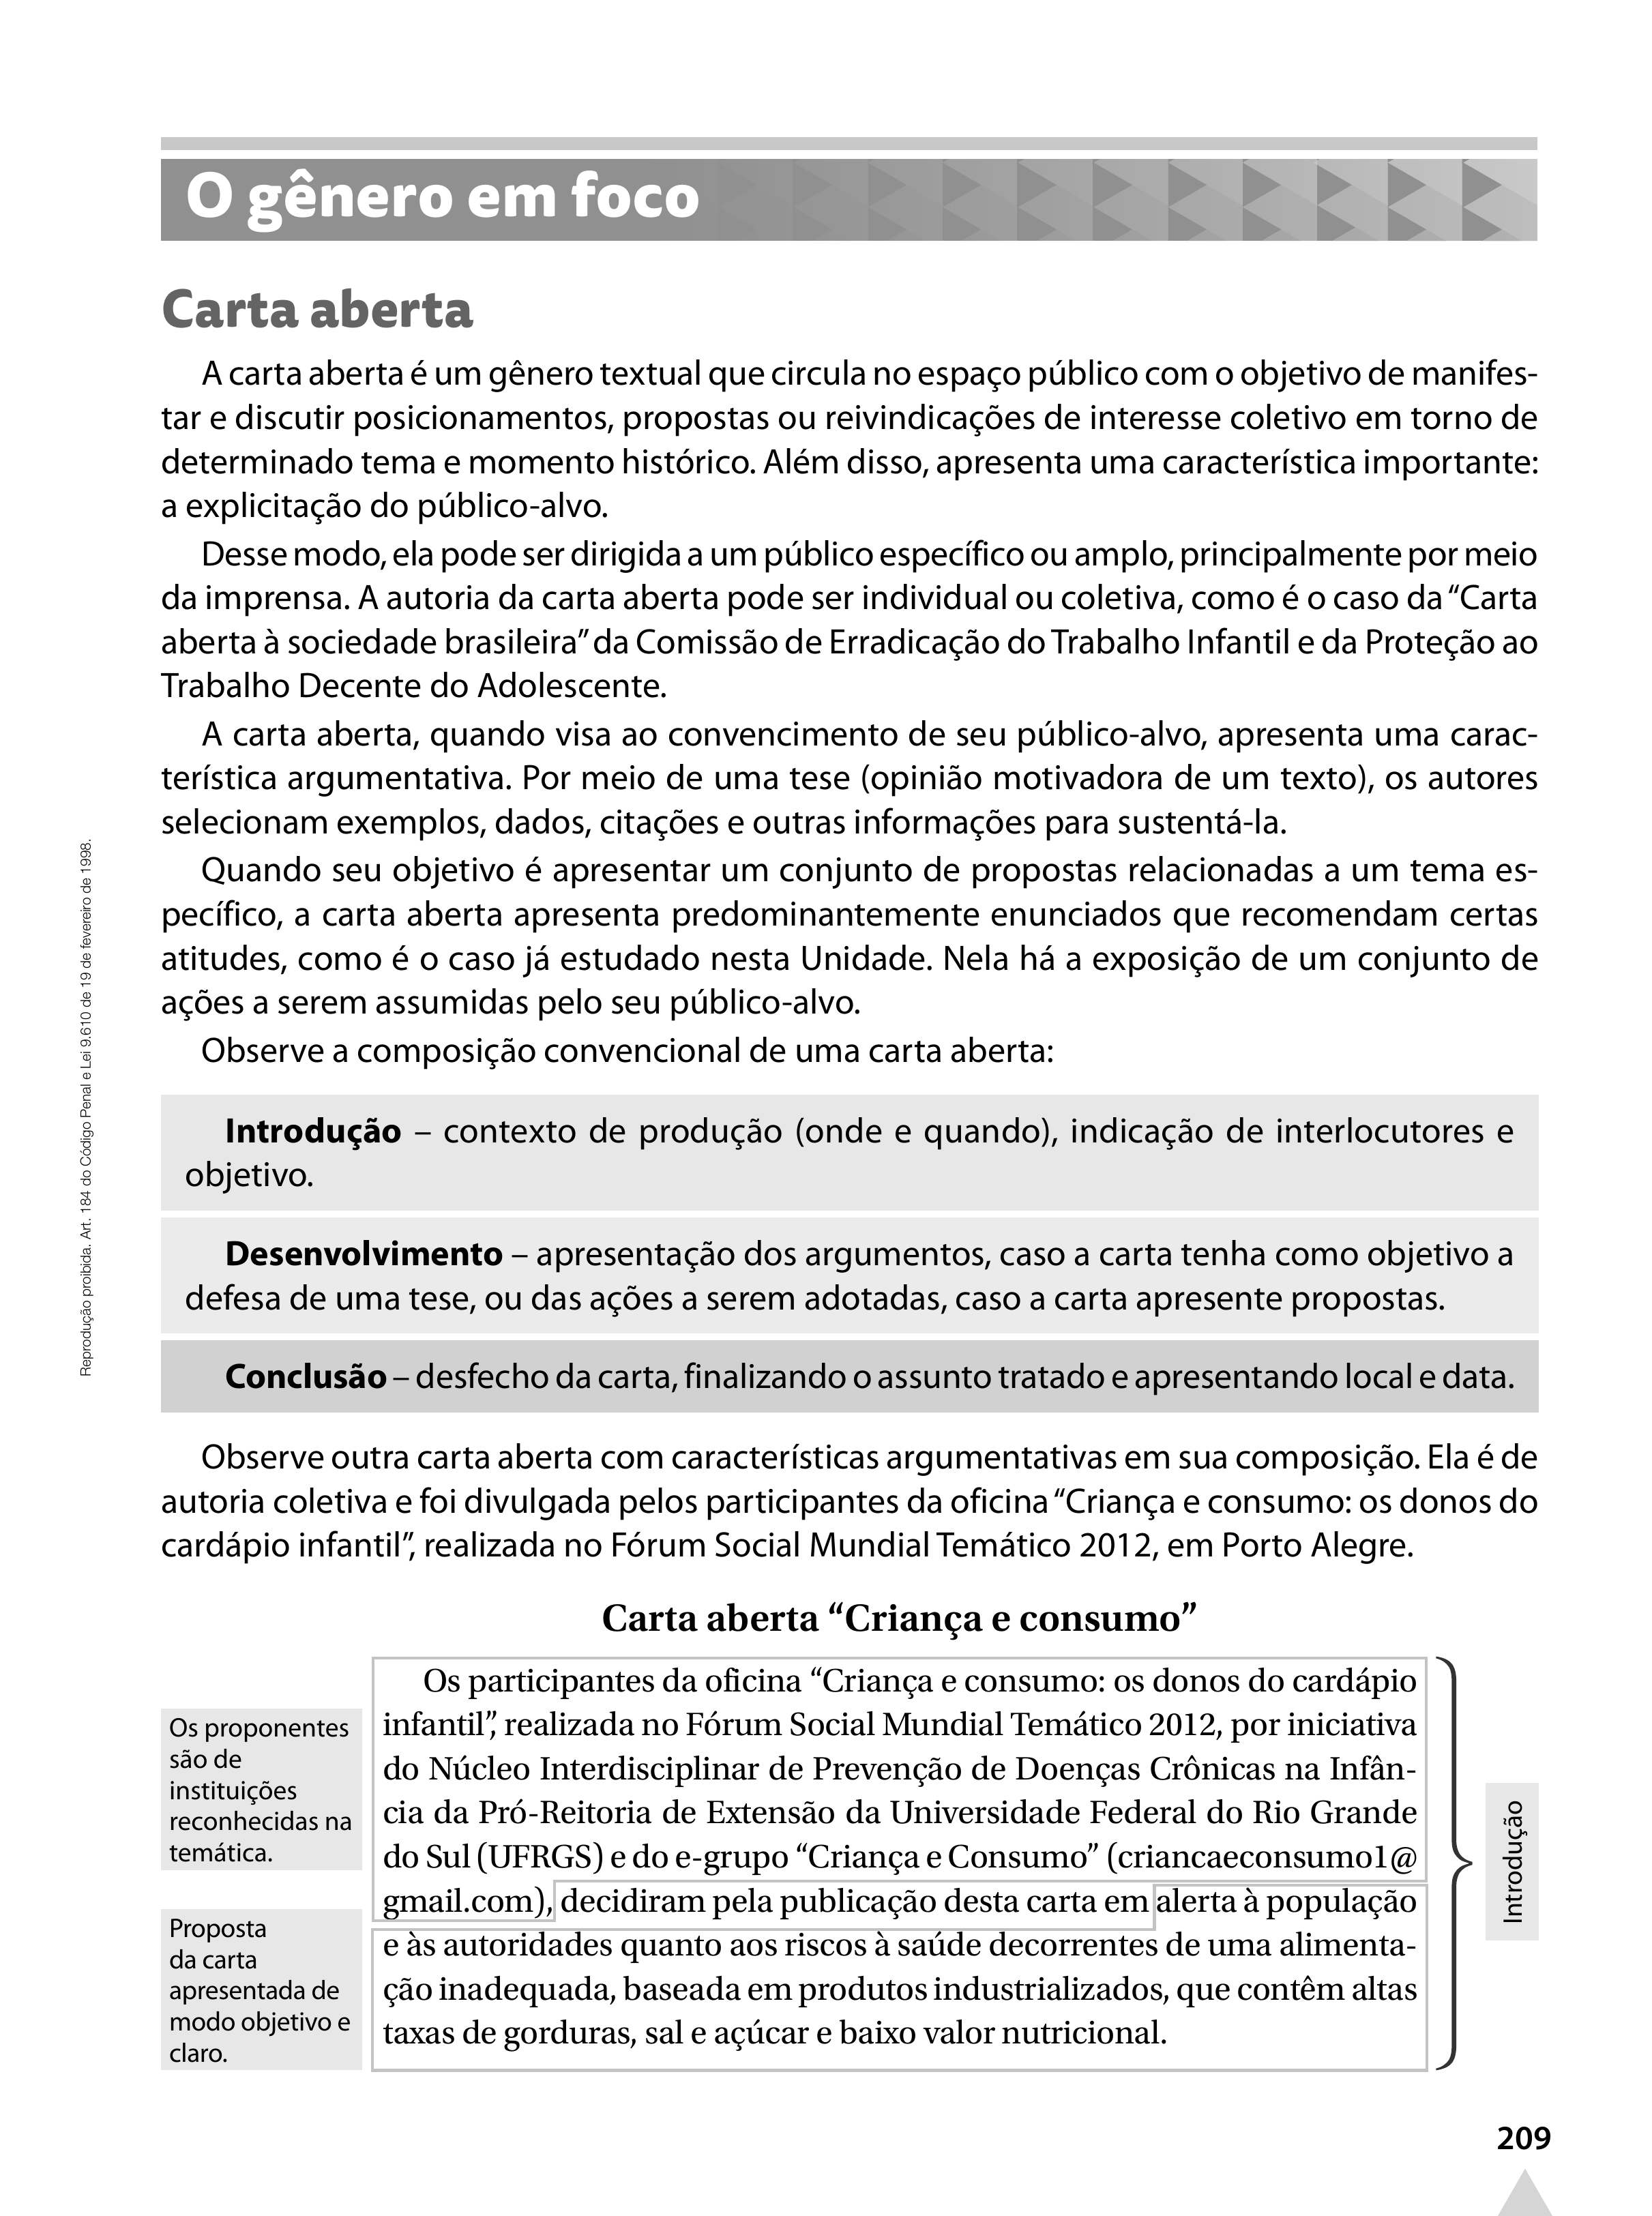 O gênero em foco
Carta aberta
A carta aberta é um gênero textual que circula no espaço público com o objetivo de manifes-
tar e discutir posicionamentos, propostas ou reivindicações de interesse coletivo em torno de
determinado tema e momento histórico. Além disso, apresenta uma característica importante:
a explicitação do público-alvo.
Desse modo, ela pode ser dirigida a um público específico ou amplo, principalmente por meio
da imprensa. A autoria da carta aberta pode ser individual ou coletiva, como é o caso da “Carta
aberta à sociedade brasileira” da Comissão de Erradicação do Trabalho Infantil e da Proteção ao
Trabalho Decente do Adolescente.
A carta aberta, quando visa ao convencimento de seu público-alvo, apresenta uma carac-
terística argumentativa. Por meio de uma tese (opinião motivadora de um texto), os autores
selecionam exemplos, dados, citações e outras informações para sustentá-la.
Quando seu objetivo é apresentar um conjunto de propostas relacionadas a um tema es-
pecífico, a carta aberta apresenta predominantemente enunciados que recomendam certas
atitudes, como é o caso já estudado nesta Unidade. Nela há a exposição de um conjunto de
ações a serem assumidas pelo seu público-alvo.
Observe a composição convencional de uma carta aberta:
Introdução – contexto de produção (onde e quando), indicação de interlocutores e
objetivo.
Desenvolvimento – apresentação dos argumentos, caso a carta tenha como objetivo a
defesa de uma tese, ou das ações a serem adotadas, caso a carta apresente propostas.
Conclusão – desfecho da carta, finalizando o assunto tratado e apresentando local e data.
Observe outra carta aberta com características argumentativas em sua composição. Ela é de
autoria coletiva e foi divulgada pelos participantes da oficina “Criança e consumo: os donos do
cardápio infantil”, realizada no Fórum Social Mundial Temático 2012, em Porto Alegre.
Carta aberta “Criança e consumo”
Os participantes da oficina “Criança e consumo: os donos do cardápio
infantil”, realizada no Fórum Social Mundial Temático 2012, por iniciativa
do Núcleo Interdisciplinar de Prevenção de Doenças Crônicas na Infân-
cia da Pró-Reitoria de Extensão da Universidade Federal do Rio Grande
do Sul (UFRGS) e do e-grupo “Criança e Consumo” (criancaeconsumo1@
gmail.com), decidiram pela publicação desta carta em alerta à população
e às autoridades quanto aos riscos à saúde decorrentes de uma alimenta-
ção inadequada, baseada em produtos industrializados, que contêm altas
taxas de gorduras, sal e açúcar e baixo valor nutricional.
Os proponentes
são de
instituições
reconhecidas na
temática.
Proposta
da carta
apresentada de
modo objetivo e
claro.
Introdução
Reprodução proibida. Art. 184 do Código Penal e Lei 9.610 de 19 de fevereiro de 1998.
209